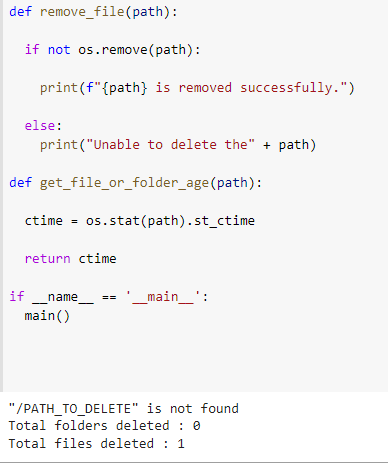 def remove_file(path):
if not os.remove(path):
print(f"{path} is removed successfully.")
else:
print("Unable to delete the" + path)
def get_file_or_folder_age(path):
ctime = os.stat(path).st_ctime
return ctime
if __name__ == '__main__':
main()
"/PATH_TO_DELETE" is not found
Total folders deleted : 0
Total files deleted : 1